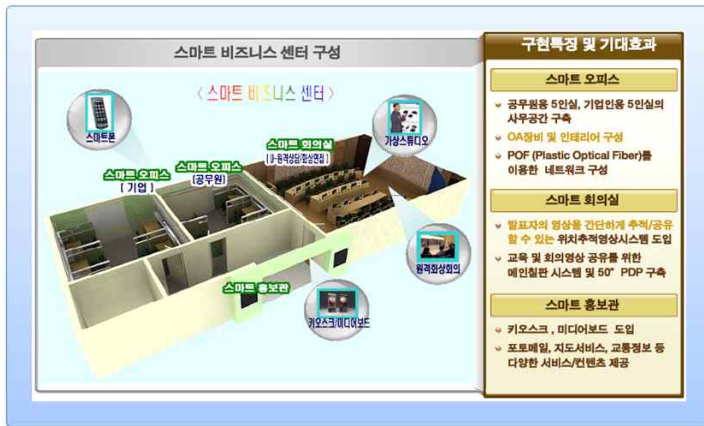 스마트 비즈니스 센터 구성
구현특징 및 기대효과
〈 스마트 비즈니스 센터 〉
스마트폰
스마트 오피스
[ 기업 ]
스마트 오피스
[공무원]
스마트 회의실
[ U-원격상담/화상면접 ]
가상스튜디오
원격화상회의
스마트 홍보관
키오스크/미디어보드
스마트 오피스
공무원용 5인실, 기업인용 5인실의
사무공간 구축
OA장비 및 인테리어 구성
POF (Plastic Optical Fiber)를
이용한 네트워크 구성
스마트 회의실
발표자의 영상을 간단하게 추적/공유
할 수 있는 위치추적영상시스템 도입
교육 및 회의영상 공유를 위한
메인칠판 시스템 및 50" PDP 구축
스마트 홍보관
키오스크 , 미디어보드 도입
포토메일, 지도서비스, 교통정보 등
다양한 서비스/컨텐츠 제공